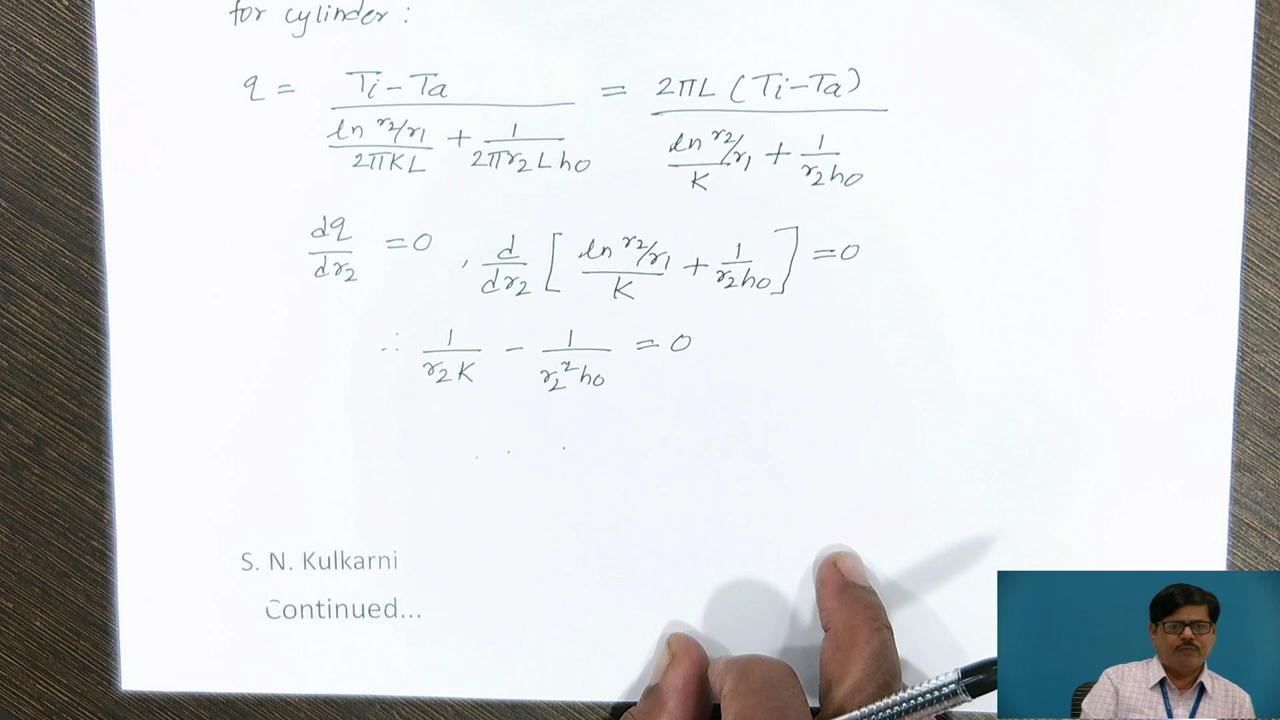 for cylinder :
q = (Ti - Ta) / (ln r2/r1 / 2πKL + 1 / 2πr2Lho) = 2πL (Ti - Ta) / (ln r2/r1 / K + 1 / r2ho)
dq/dr2 = 0 , d/dr2 [ ln r2/r1 / K + 1 / r2ho ] = 0
∴ 1 / r2K - 1 / r2²ho = 0
S. N. Kulkarni
Continued...